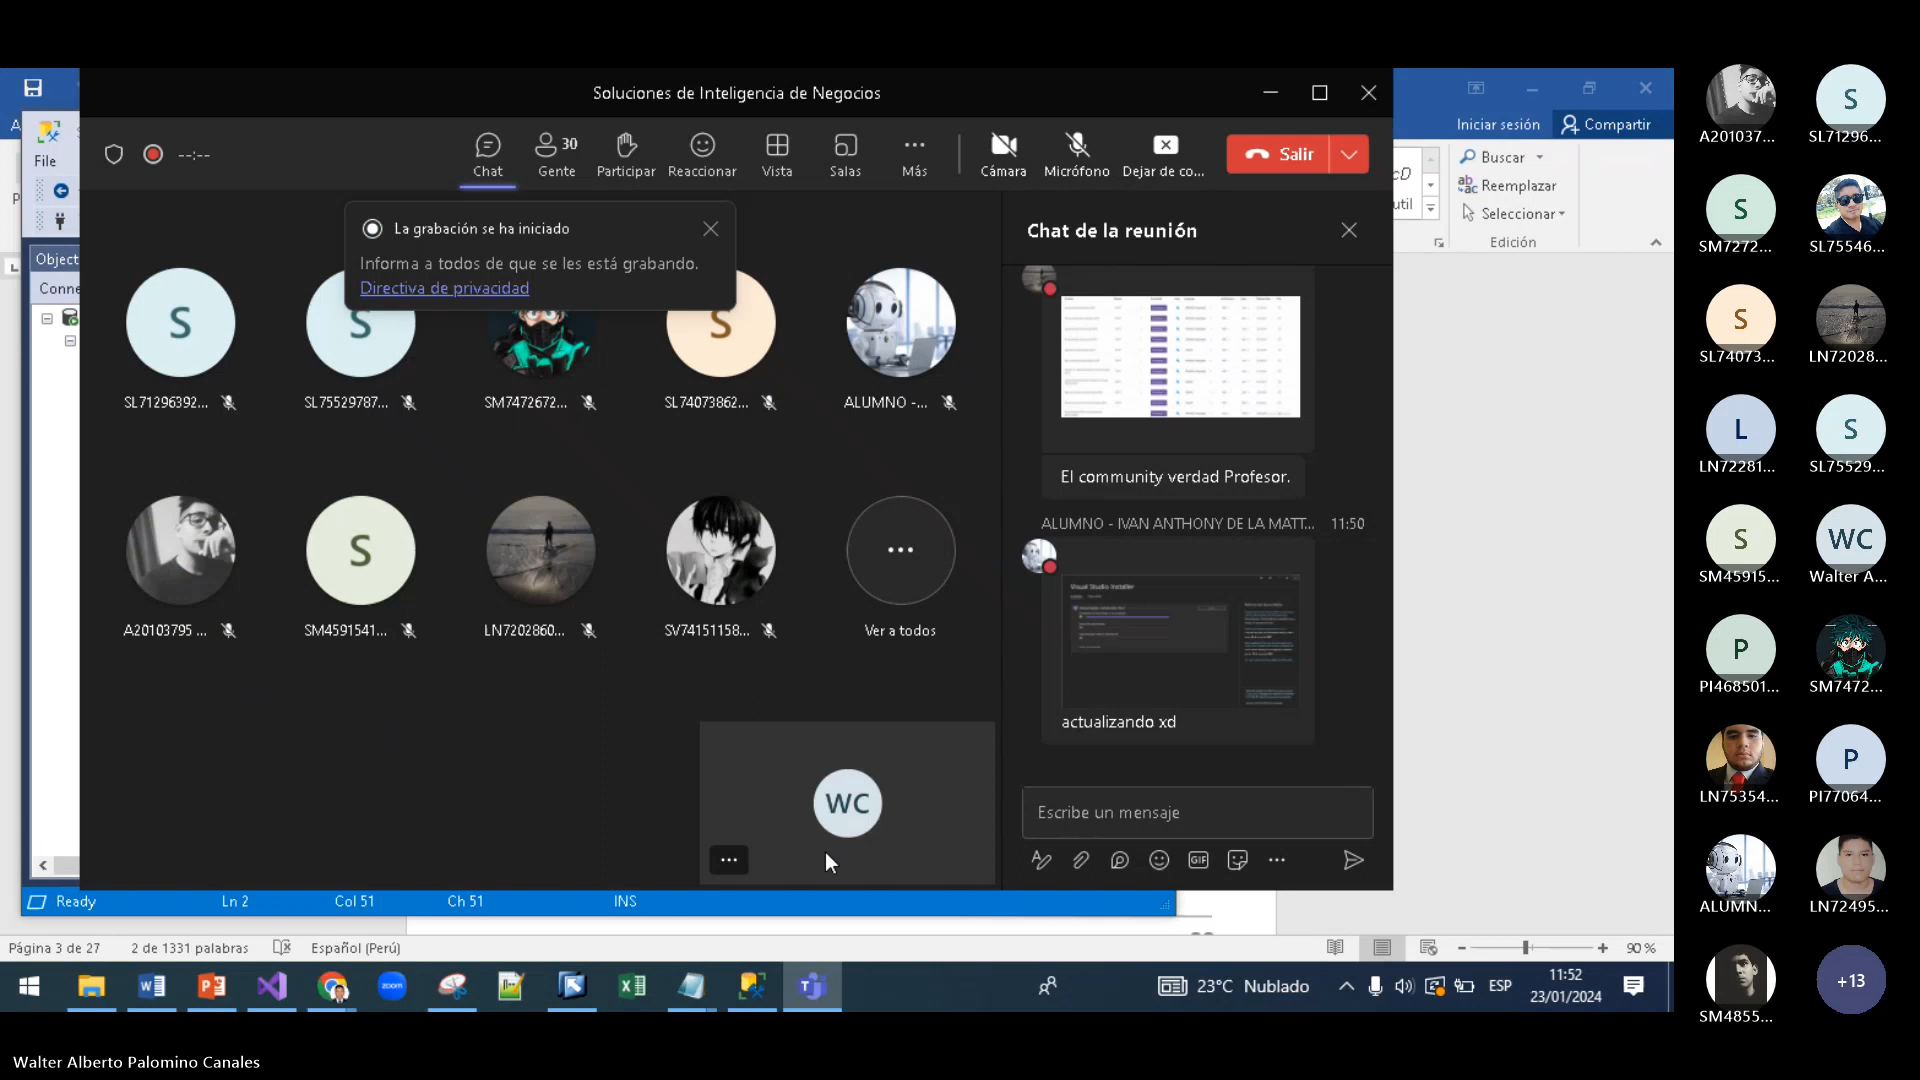 Soluciones de Inteligencia de Negocios
--:--
Chat
30
Gente
Participar
Reaccionar
Vista
Salas
Más
Cámara
Micrófono
Dejar de co...
Salir
La grabación se ha iniciado
Informa a todos de que se les está grabando.
Directiva de privacidad
S
SL71296392...
S
SL75529787...
SM7472672...
S
SL74073862...
ALUMNO -...
A20103795 ...
S
SM4591541...
LN7202860...
SV74151158...
Ver a todos
WC
Chat de la reunión
El community verdad Profesor.
ALUMNO - IVAN ANTHONY DE LA MATT... 11:50
Visual Studio Installer
actualizando xd
Escribe un mensaje
GIF
File
Object
Conne
Ready
Ln 2
Col 51
Ch 51
INS
Iniciar sesión
Compartir
Buscar
Reemplazar
Seleccionar
Edición
Página 3 de 27
2 de 1331 palabras
Español (Perú)
90 %
zoom
23°C Nublado
ESP
11:52
23/01/2024
A201037...
S
SL71296...
S
SM7272...
SL75546...
S
SL74073...
LN72028...
L
LN72281...
S
SL75529...
S
SM45915...
WC
Walter A...
P
PI468501...
SM7472...
LN75354...
P
PI77064...
ALUMN...
LN72495...
SM4855...
+13
Walter Alberto Palomino Canales